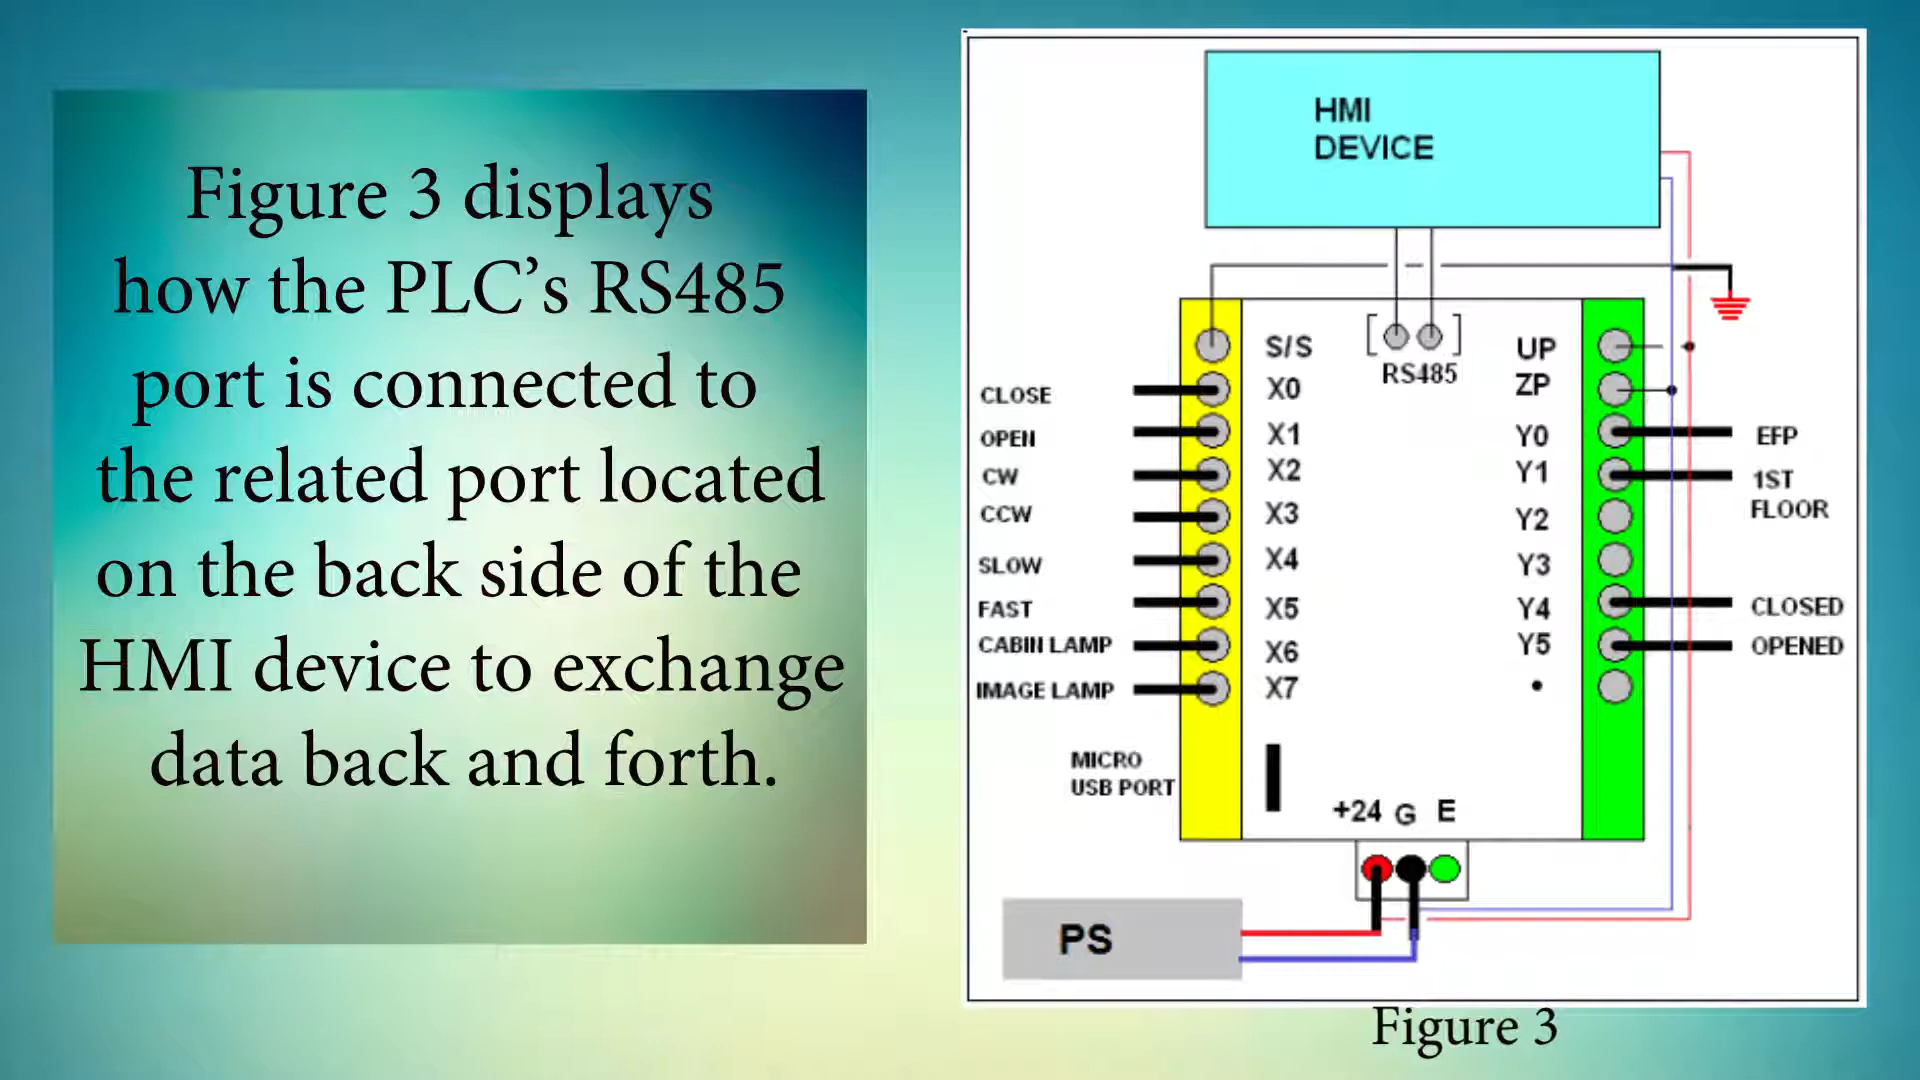 Figure 3 displays
how the PLC’s RS485
port is connected to
the related port located
on the back side of the
HMI device to exchange
data back and forth.
HMI
DEVICE
S/S
RS485
UP
CLOSE
X0
ZP
OPEN
X1
Y0
EFP
CW
X2
Y1
1ST
FLOOR
CCW
X3
Y2
SLOW
X4
Y3
FAST
X5
Y4
CLOSED
CABIN LAMP
X6
Y5
OPENED
IMAGE LAMP
X7
MICRO
USB PORT
+24 G E
PS
Figure 3